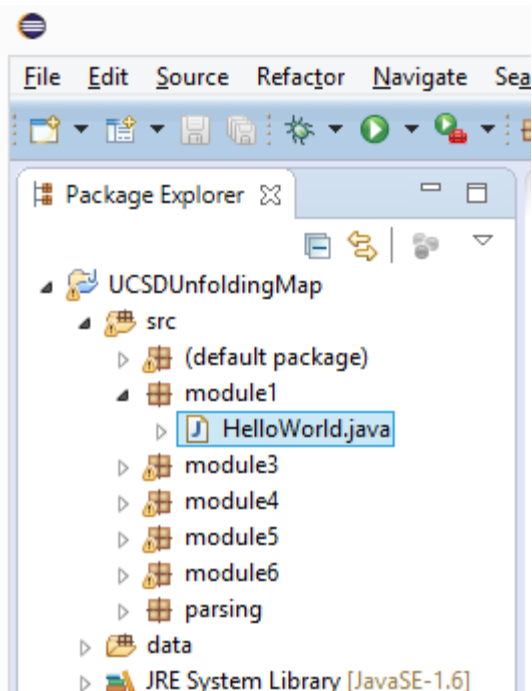 File Edit Source Refactor Navigate Sea
Package Explorer
UCSDUnfoldingMap
src
(default package)
module1
HelloWorld.java
module3
module4
module5
module6
parsing
data
JRE System Library [JavaSE-1.6]